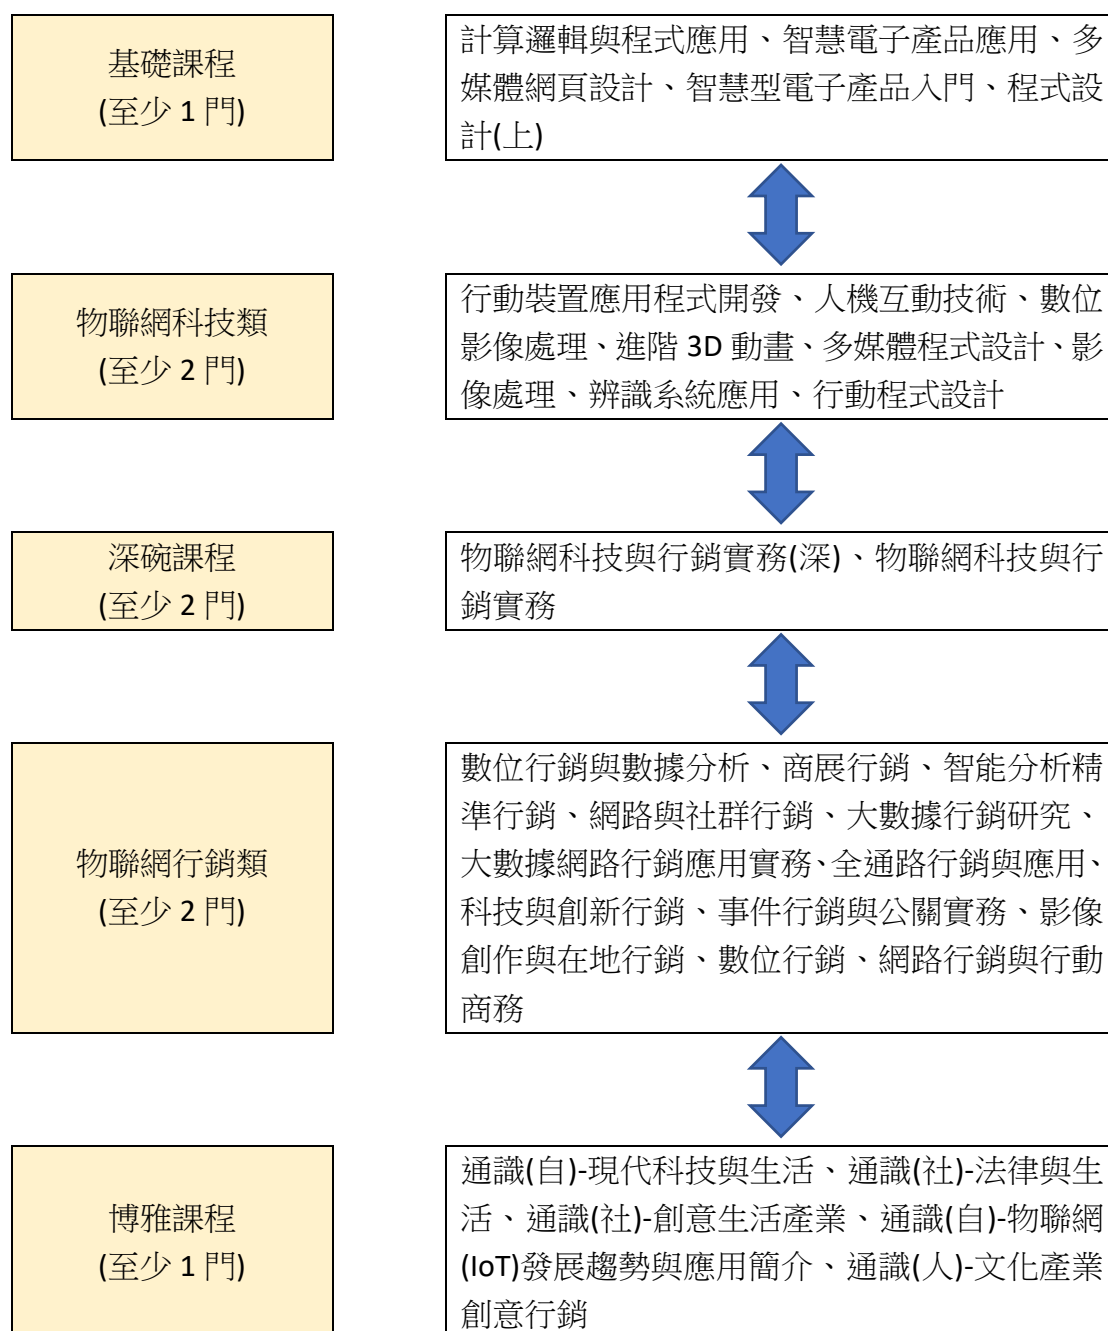 基礎課程
(至少 1 門)
計算邏輯與程式應用、智慧電子產品應用、多
媒體網頁設計、智慧型電子產品入門、程式設
計(上)
物聯網科技類
(至少 2 門)
行動裝置應用程式開發、人機互動技術、數位
影像處理、進階 3D 動畫、多媒體程式設計、影
像處理、辨識系統應用、行動程式設計
深碗課程
(至少 2 門)
物聯網科技與行銷實務(深)、物聯網科技與行
銷實務
物聯網行銷類
(至少 2 門)
數位行銷與數據分析、商展行銷、智能分析精
準行銷、網路與社群行銷、大數據行銷研究、
大數據網路行銷應用實務、全通路行銷與應用、
科技與創新行銷、事件行銷與公關實務、影像
創作與在地行銷、數位行銷、網路行銷與行動
商務
博雅課程
(至少 1 門)
通識(自)-現代科技與生活、通識(社)-法律與生
活、通識(社)-創意生活產業、通識(自)-物聯網
(IoT)發展趨勢與應用簡介、通識(人)-文化產業
創意行銷